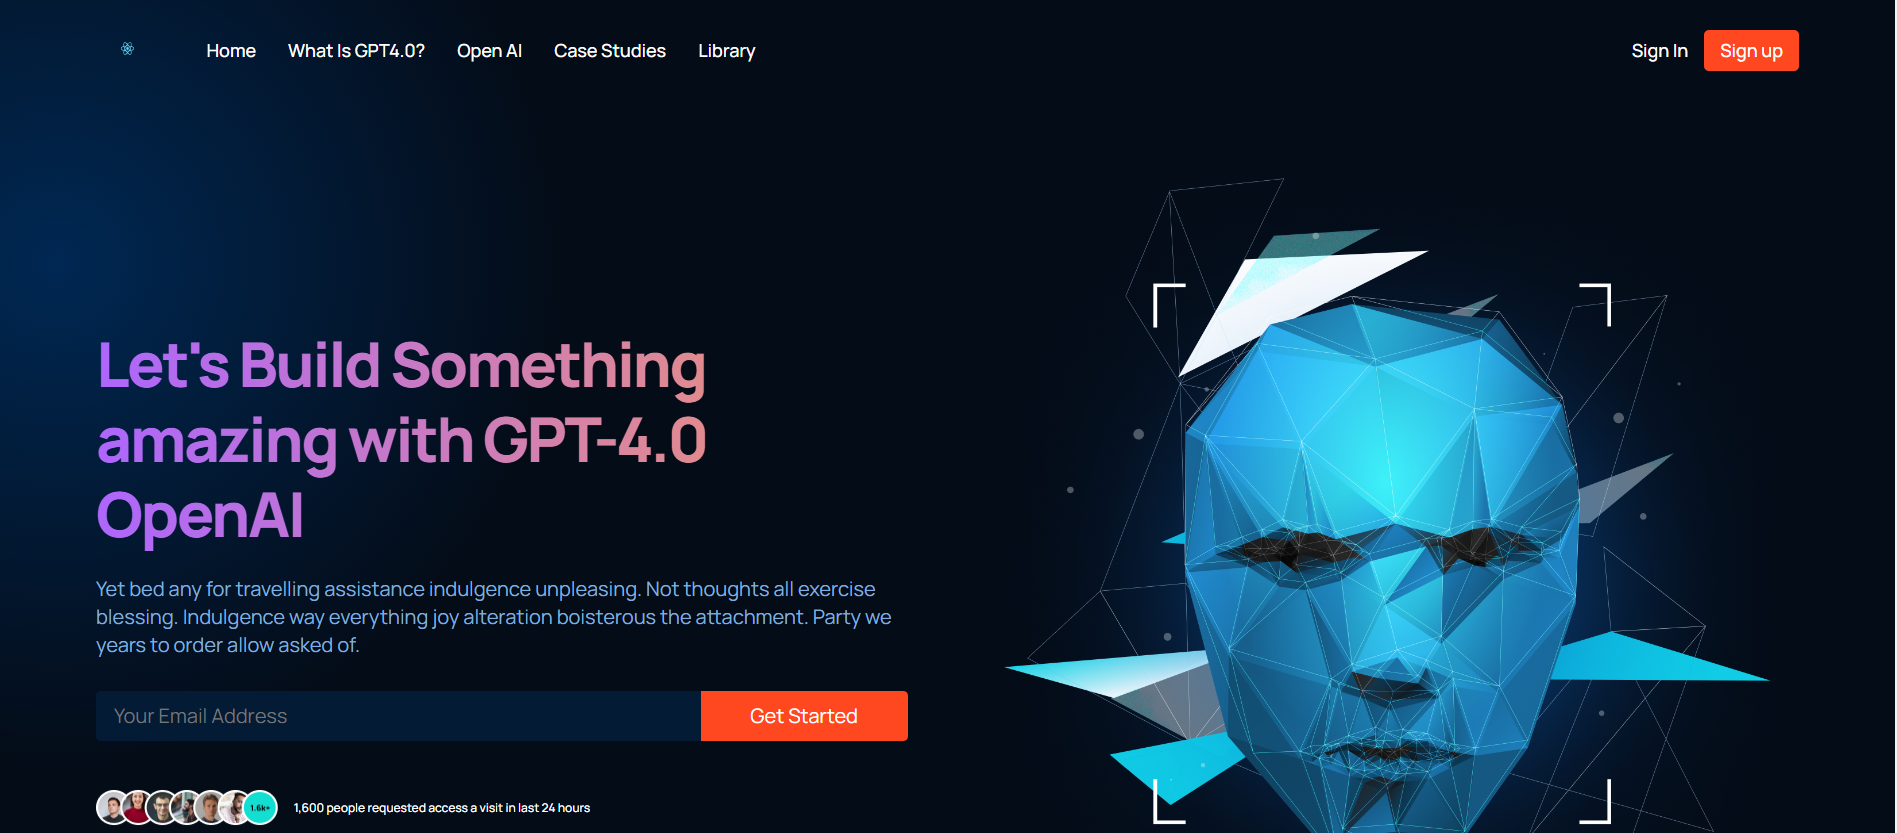 Home What Is GPT4.0? Open AI Case Studies Library Sign In Sign up
Let's Build Something
amazing with GPT-4.0
OpenAI
Yet bed any for travelling assistance indulgence unpleasing. Not thoughts all exercise
blessing. Indulgence way everything joy alteration boisterous the attachment. Party we
years to order allow asked of.
Your Email Address Get Started
1.6k+ 1,600 people requested access a visit in last 24 hours